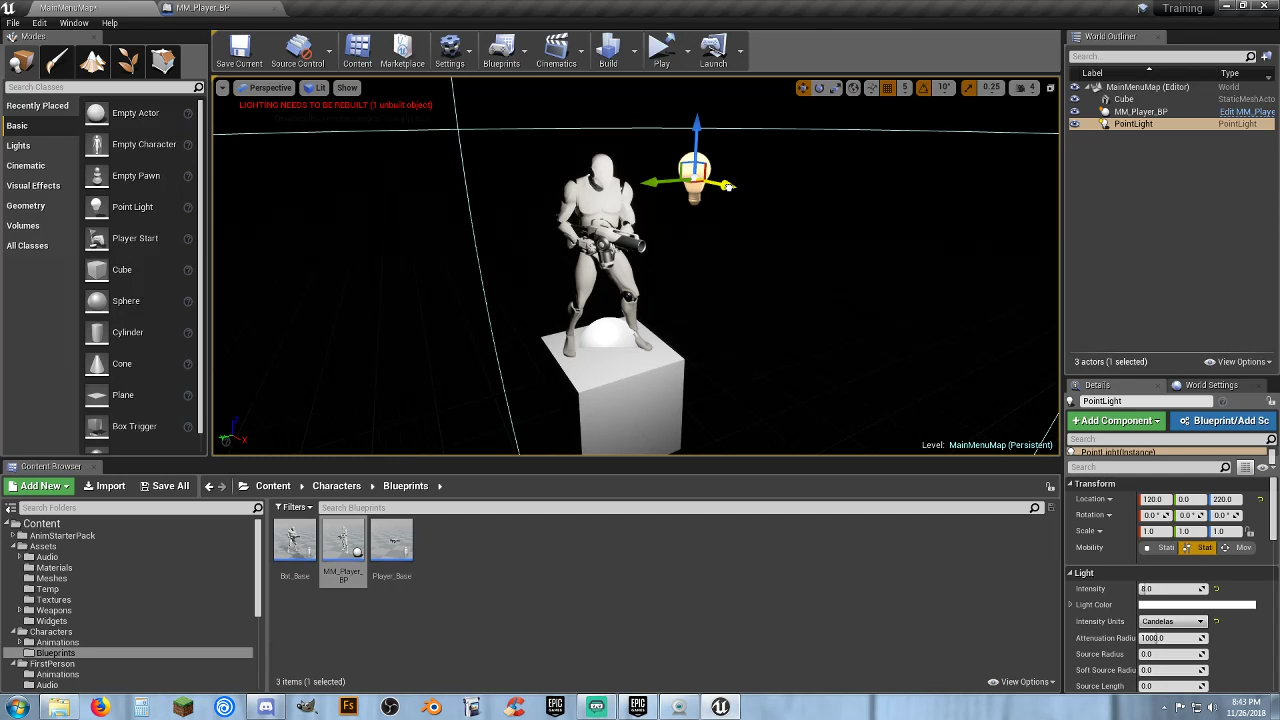 MainMenuMap*
MM_Player_BP
Training
File Edit Window Help
Modes
Search Classes
Recently Placed
Basic
Lights
Cinematic
Visual Effects
Geometry
Volumes
All Classes
Empty Actor
Empty Character
Empty Pawn
Point Light
Player Start
Cube
Sphere
Cylinder
Cone
Plane
Box Trigger
Save Current
Source Control
Content
Marketplace
Settings
Blueprints
Cinematics
Build
Play
Launch
Perspective
Lit
Show
5
10°
0.25
4
LIGHTING NEEDS TO BE REBUILT (1 unbuilt object)
Level: MainMenuMap (Persistent)
World Outliner
Search...
Label Type
MainMenuMap (Editor) World
Cube StaticMeshActo
MM_Player_BP Edit MM_Playe
PointLight PointLight
3 actors (1 selected)
View Options
Details
World Settings
PointLight
+Add Component
Blueprint/Add Sc
Search
PointLight(Instance)
Search
Transform
Location 120.0 0.0 220.0
Rotation 0.0° 0.0° 0.0°
Scale 1.0 1.0 1.0
Mobility Stati Stat Mov
Light
Intensity 8.0
Light Color
Intensity Units Candelas
Attenuation Radiu 1000.0
Source Radius 0.0
Soft Source Radiu 0.0
Source Length 0.0
Content Browser
Add New
Import
Save All
Content
Characters
Blueprints
Search Folders
Filters
Search Blueprints
Content
AnimStarterPack
Assets
Audio
Materials
Meshes
Temp
Textures
Weapons
Widgets
Characters
Animations
Blueprints
FirstPerson
Animations
Audio
Bot_Base
MM_Player_
BP
Player_Base
3 items (1 selected)
View Options
8:43 PM
11/26/2018